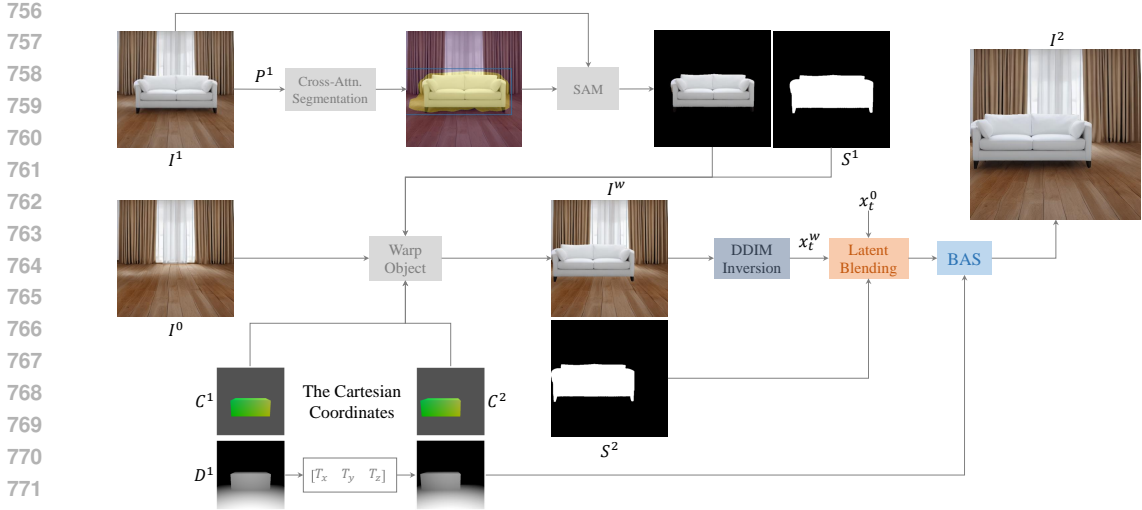 756
757
758
759
760
761
762
763
764
765
766
767
768
769
770
771
P¹
Cross-Attn.
Segmentation
SAM
I¹
S¹
I²
I⁰
Warp
Object
I^w
DDIM
Inversion
x_t^w
x_t^0
Latent
Blending
BAS
C¹
The Cartesian
Coordinates
C²
S²
D¹
[T_x T_y T_z]